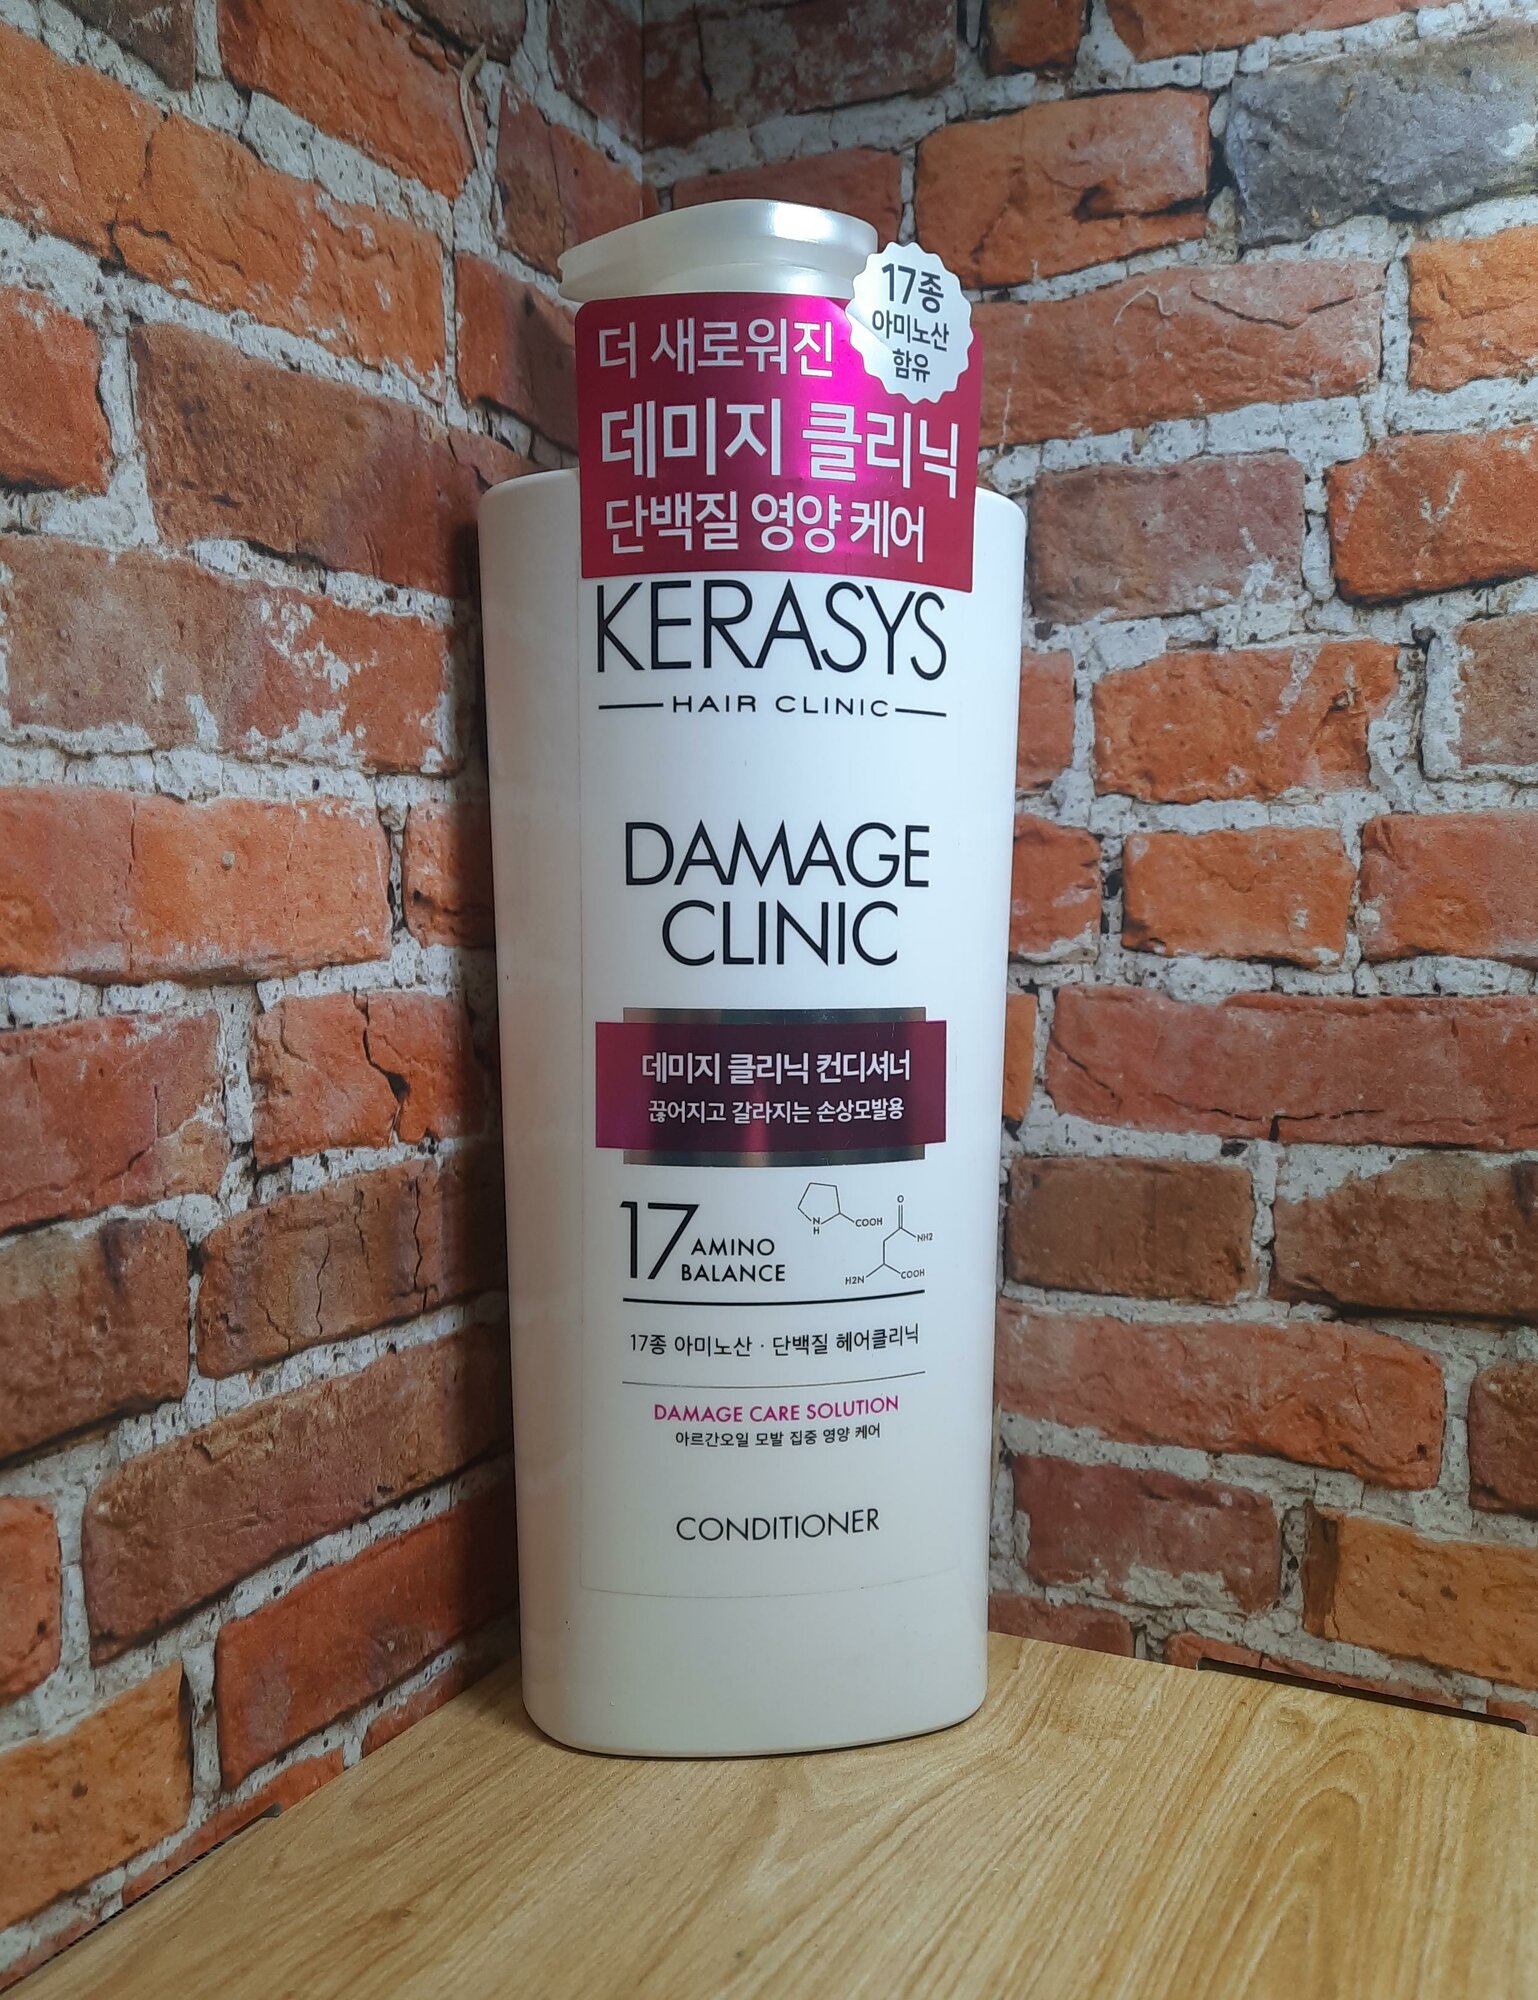 17종
아미노산
함유
더 새로워진
데미지 클리닉
단백질 영양 케어
KERASYS
HAIR CLINIC
DAMAGE
CLINIC
데미지 클리닉 컨디셔너
끊어지고 갈라지는 손상모발용
17 AMINO
BALANCE
N
H
COOH
O
NH2
H2N
COOH
17종 아미노산 · 단백질 헤어클리닉
DAMAGE CARE SOLUTION
아르간오일 모발 집중 영양 케어
CONDITIONER